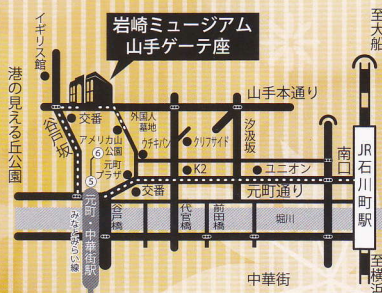 岩崎ミュージアム
山手ゲーテ座
至大船
イギリス館
港の見える丘公園
谷戸坂
交番
外国人
墓地
山手本通り
アメリカ山
公園
ウチキパン
クリフサイド
汐汲坂
⑥
元町
プラザ
K2
ユニオン
南口
JR石川町駅
⑤
交番
元町通り
元町・中華街駅
みなとみらい線
谷戸橋
代官橋
前田橋
堀川
中華街
至横浜